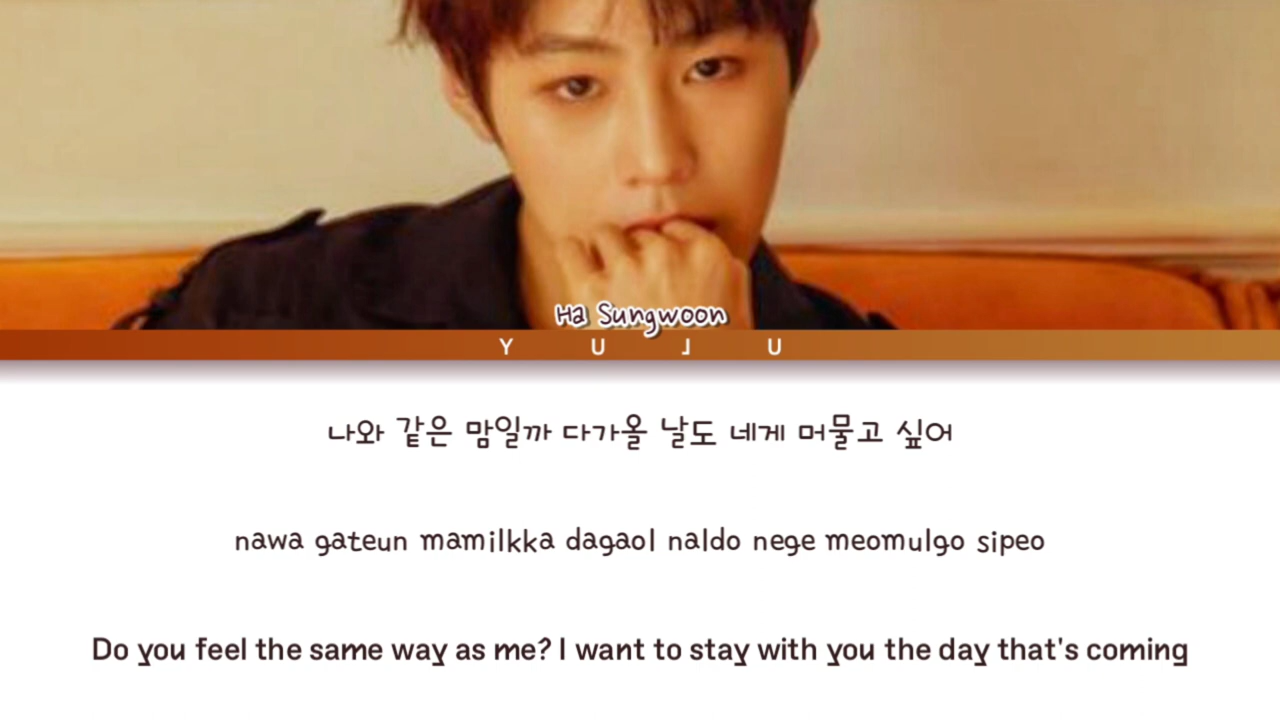 Ha Sungwoon
Y U J U
나와 같은 맘일까 다가올 날도 네게 머물고 싶어
nawa gateun mamilkka dagaol naldo nege meomulgo sipeo
Do you feel the same way as me? I want to stay with you the day that's coming